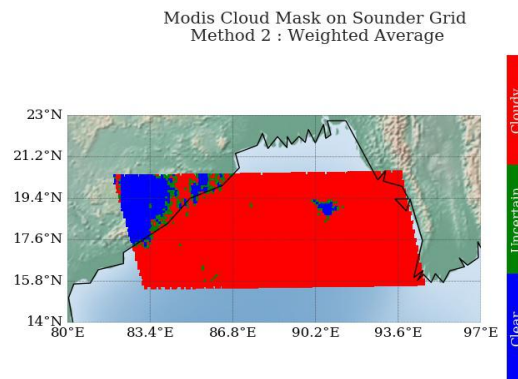 Modis Cloud Mask on Sounder Grid
Method 2 : Weighted Average
23°N
21.2°N
19.4°N
17.6°N
15.8°N
14°N
80°E
83.4°E
86.8°E
90.2°E
93.6°E
97°E
Cloudy
Uncertain
Clear